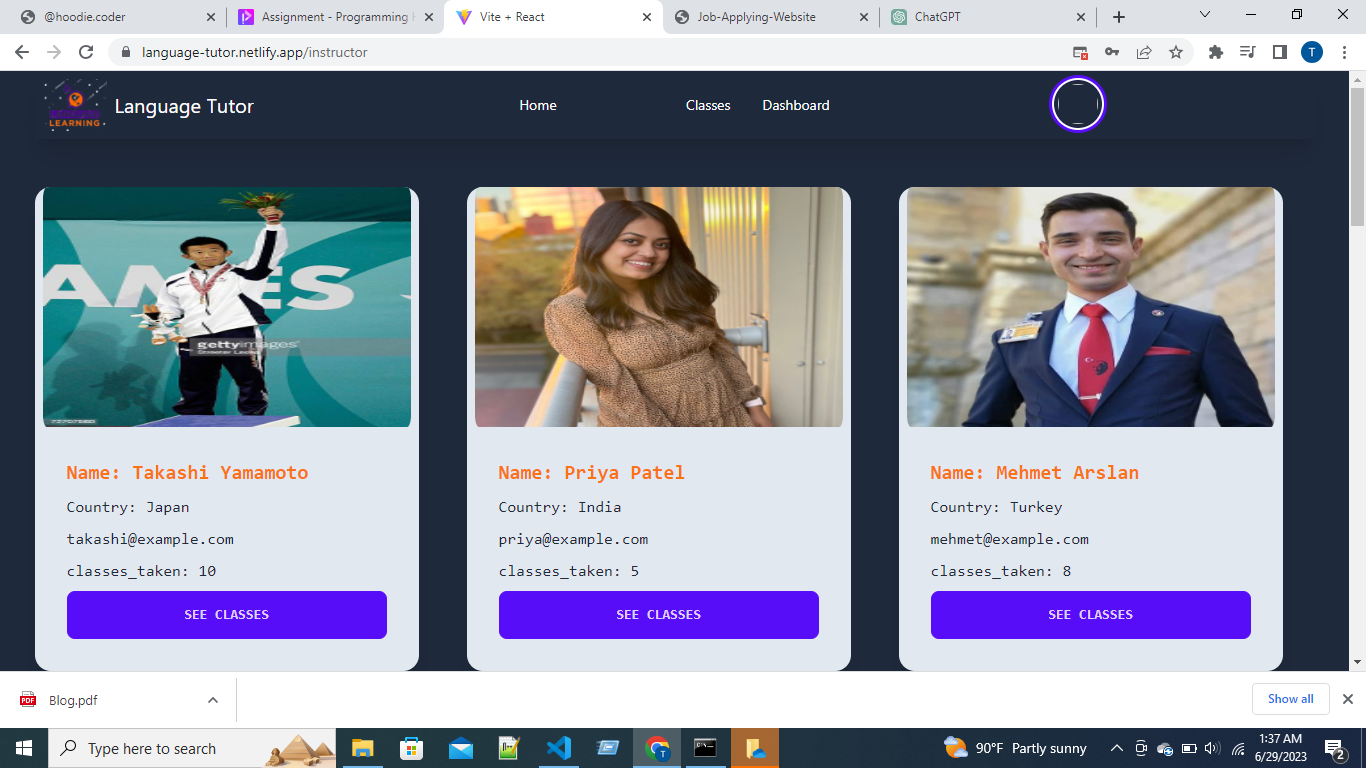 @hoodie.coder
Assignment - Programming
Vite + React
Job-Applying-Website
ChatGPT
language-tutor.netlify.app/instructor
T
LEARNING
Language Tutor
Home
Classes
Dashboard
AMES
gettyimages
Name: Takashi Yamamoto
Country: Japan
takashi@example.com
classes_taken: 10
SEE CLASSES
Name: Priya Patel
Country: India
priya@example.com
classes_taken: 5
SEE CLASSES
Name: Mehmet Arslan
Country: Turkey
mehmet@example.com
classes_taken: 8
SEE CLASSES
PDF
Blog.pdf
Show all
Type here to search
T
90°F Partly sunny
1:37 AM
6/29/2023
2